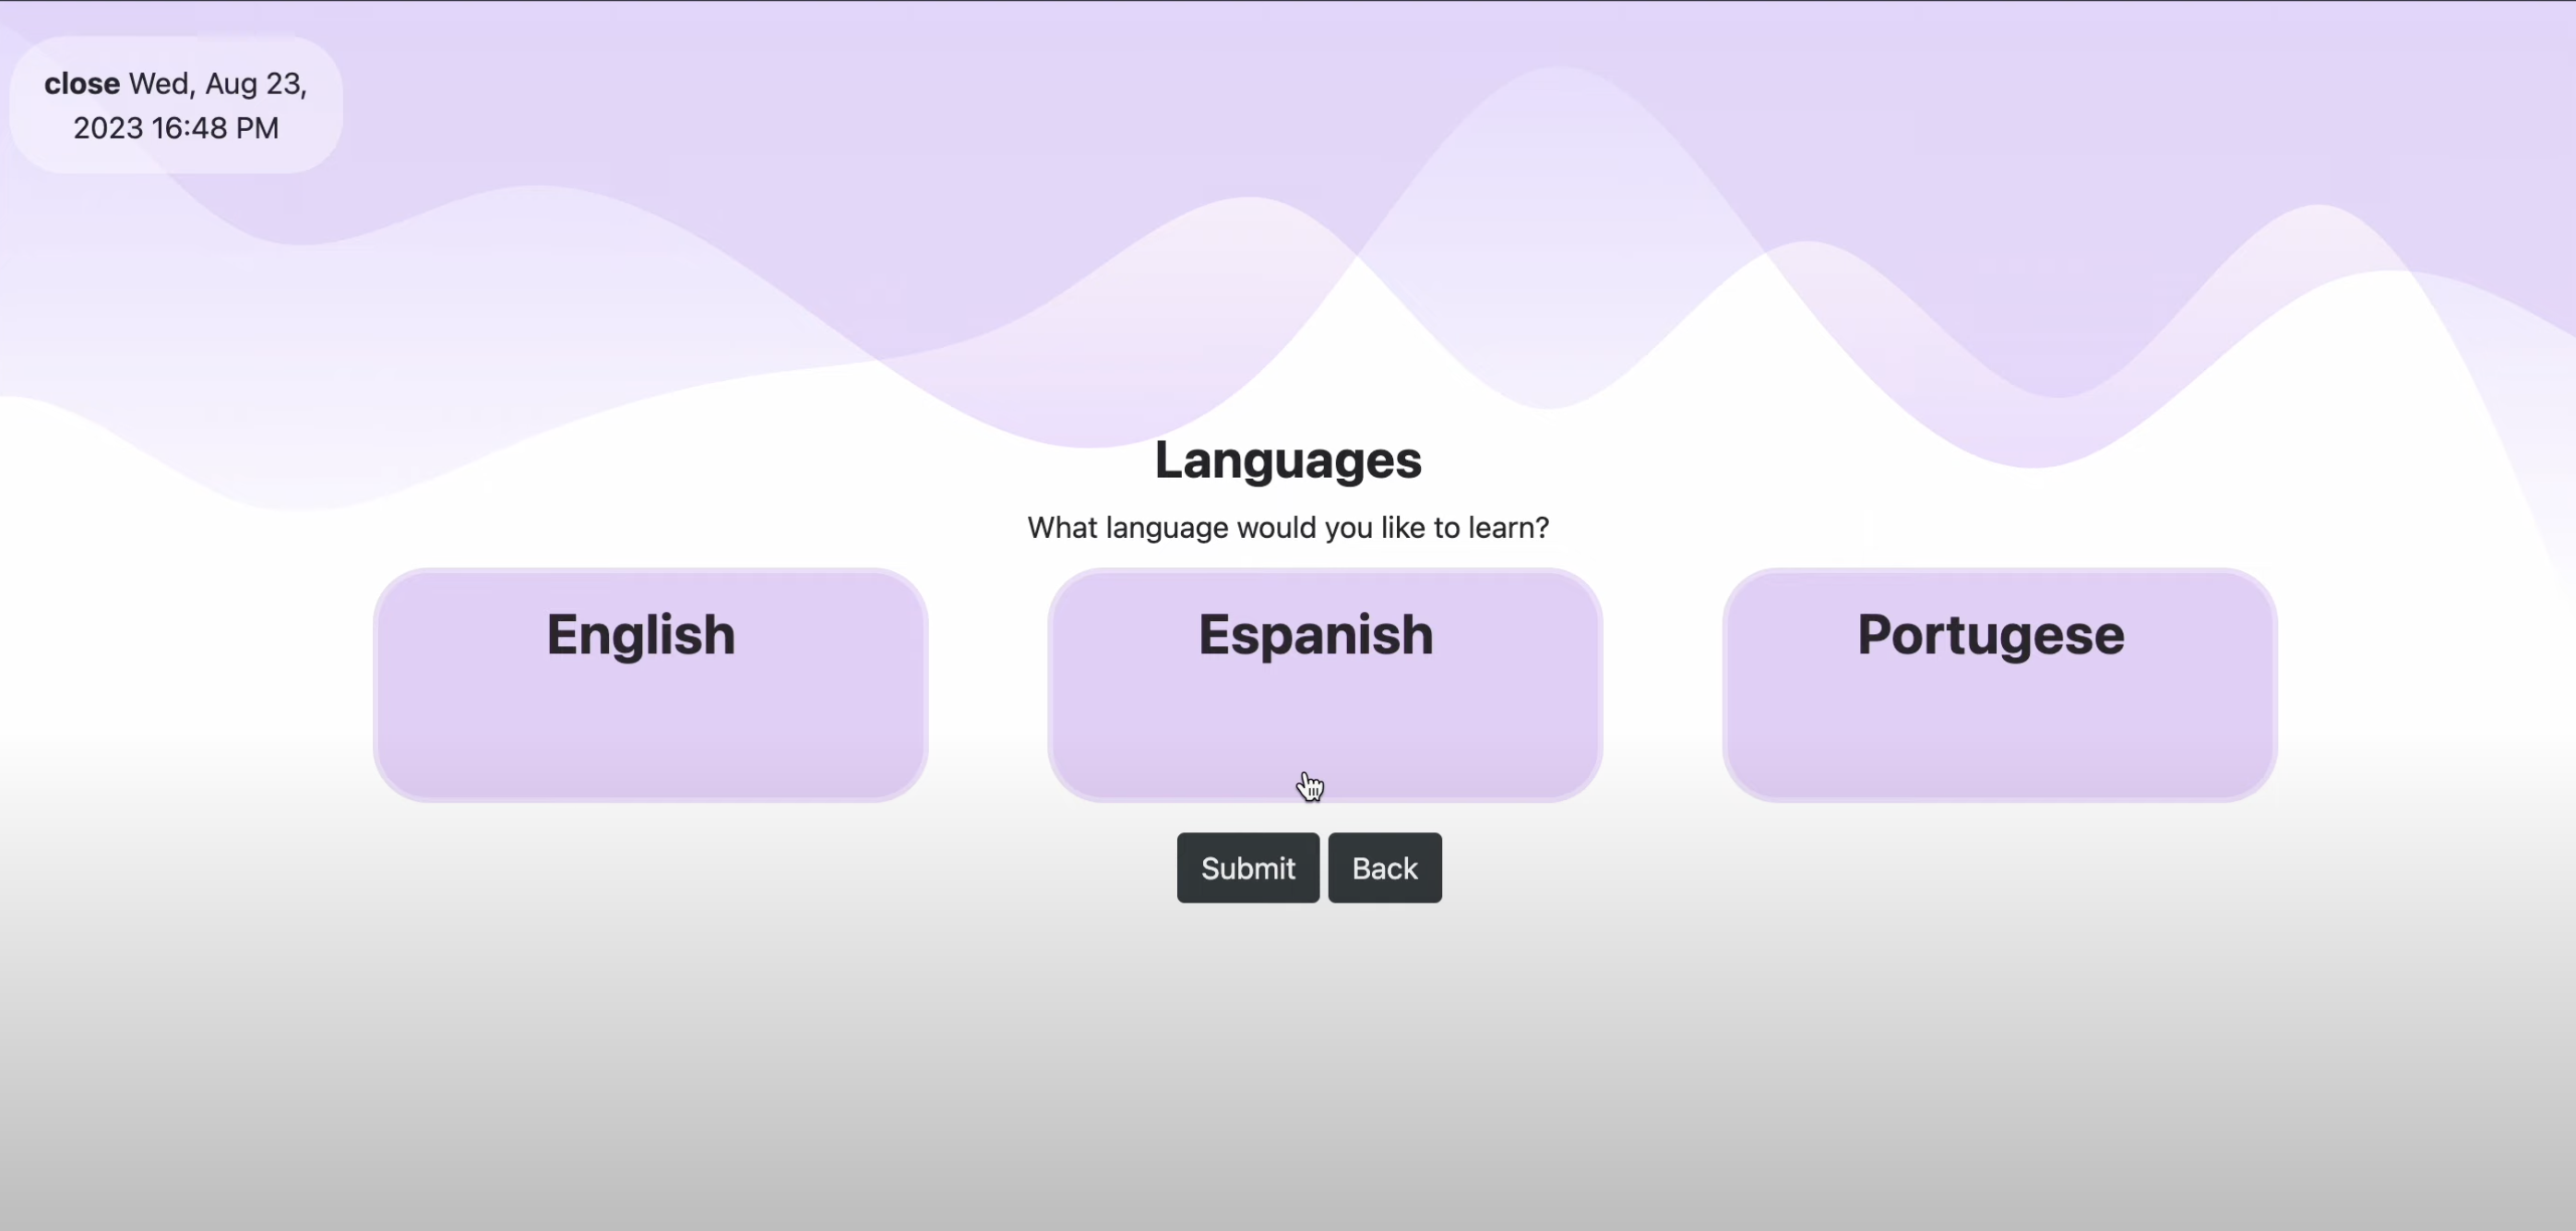 close Wed, Aug 23,
2023 16:48 PM
Languages
What language would you like to learn?
English
Espanish
Portugese
Submit
Back